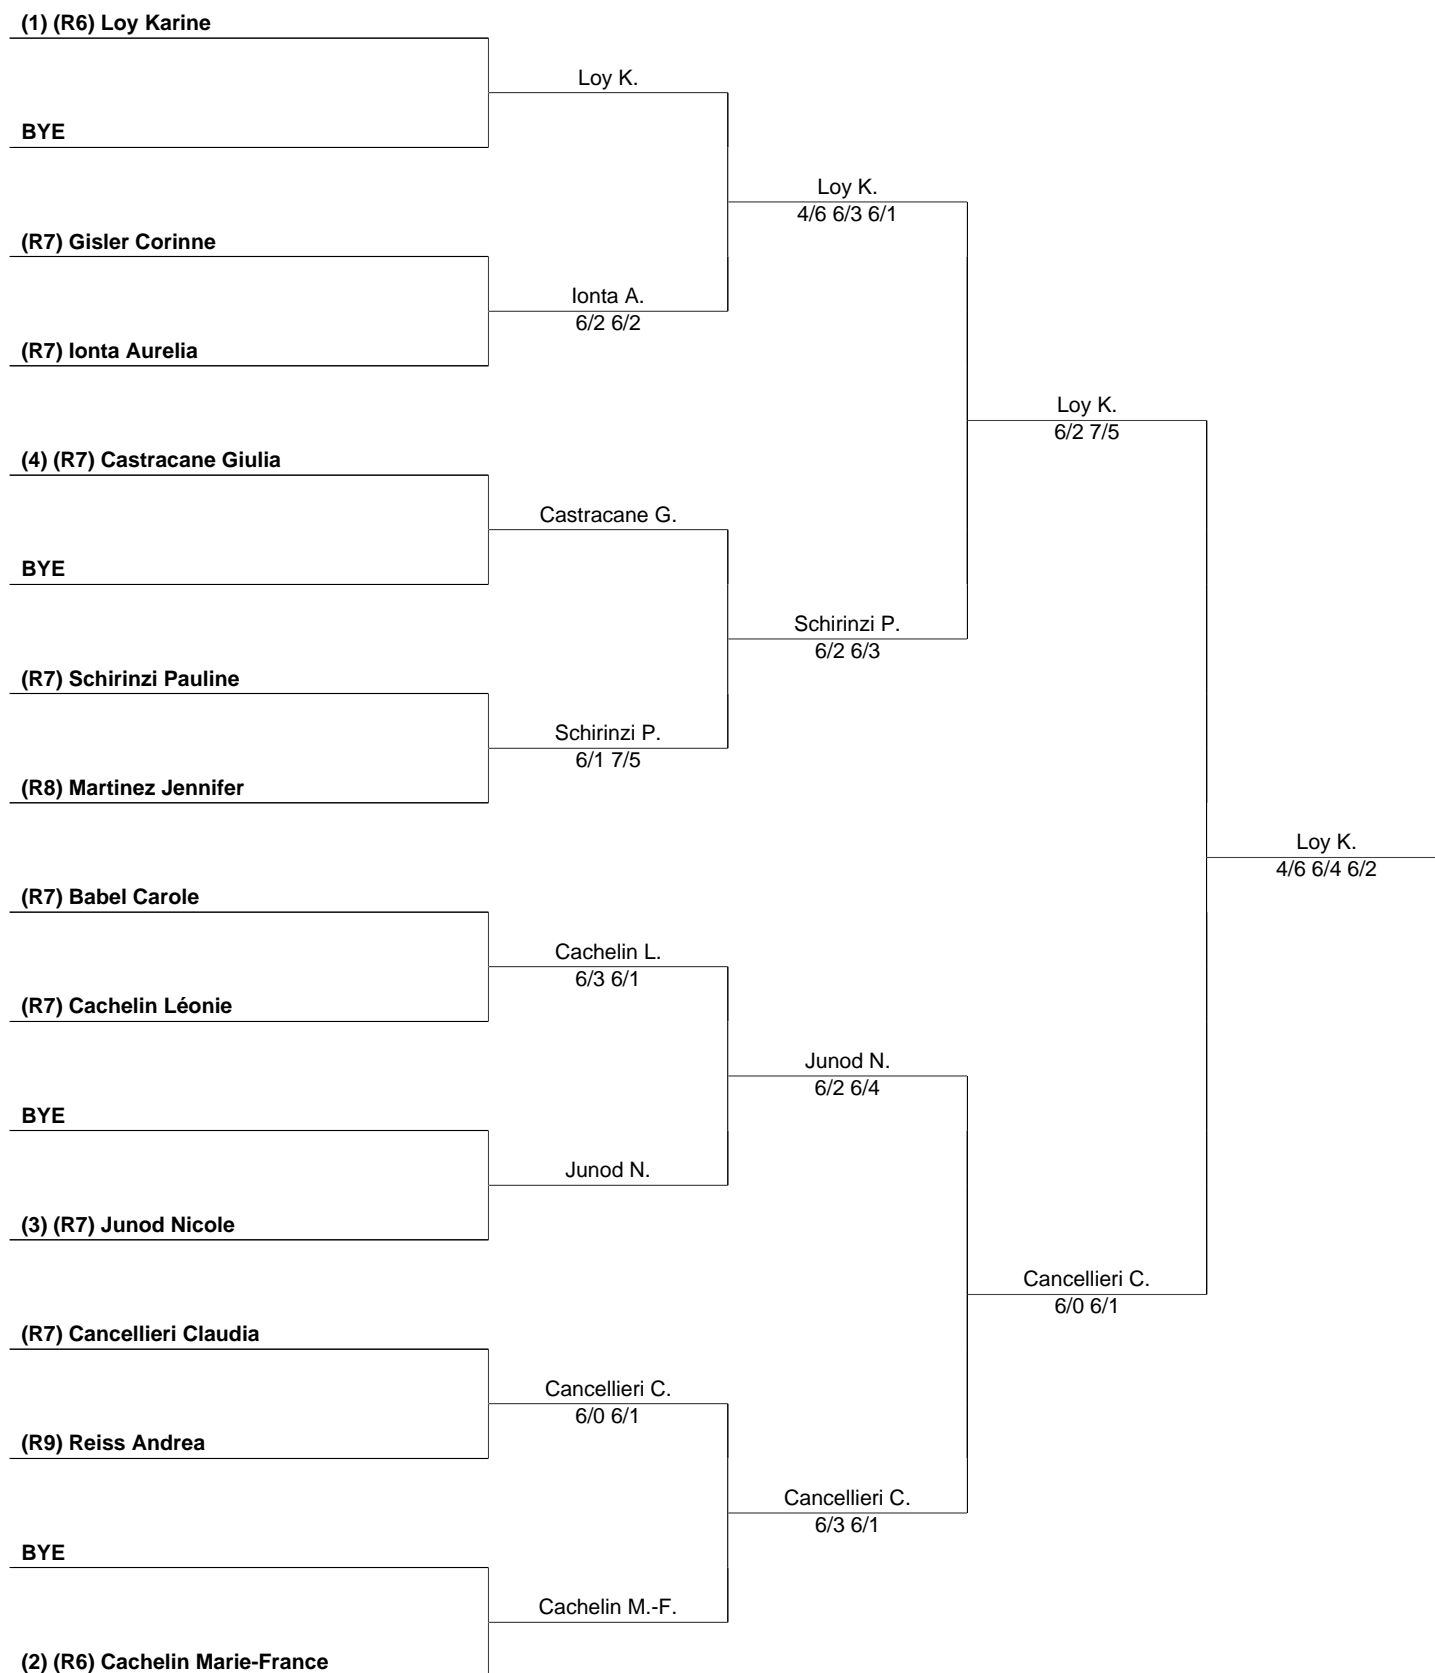 (1) (R6) Loy Karine
Loy K.
BYE
Loy K.
4/6 6/3 6/1
(R7) Gisler Corinne
Ionta A.
6/2 6/2
(R7) Ionta Aurelia
Loy K.
6/2 7/5
(4) (R7) Castracane Giulia
Castracane G.
BYE
Schirinzi P.
6/2 6/3
(R7) Schirinzi Pauline
Schirinzi P.
6/1 7/5
(R8) Martinez Jennifer
Loy K.
4/6 6/4 6/2
(R7) Babel Carole
Cachelin L.
6/3 6/1
(R7) Cachelin Léonie
Junod N.
6/2 6/4
BYE
Junod N.
(3) (R7) Junod Nicole
Cancellieri C.
6/0 6/1
(R7) Cancellieri Claudia
Cancellieri C.
6/0 6/1
(R9) Reiss Andrea
Cancellieri C.
6/3 6/1
BYE
Cachelin M.-F.
(2) (R6) Cachelin Marie-France